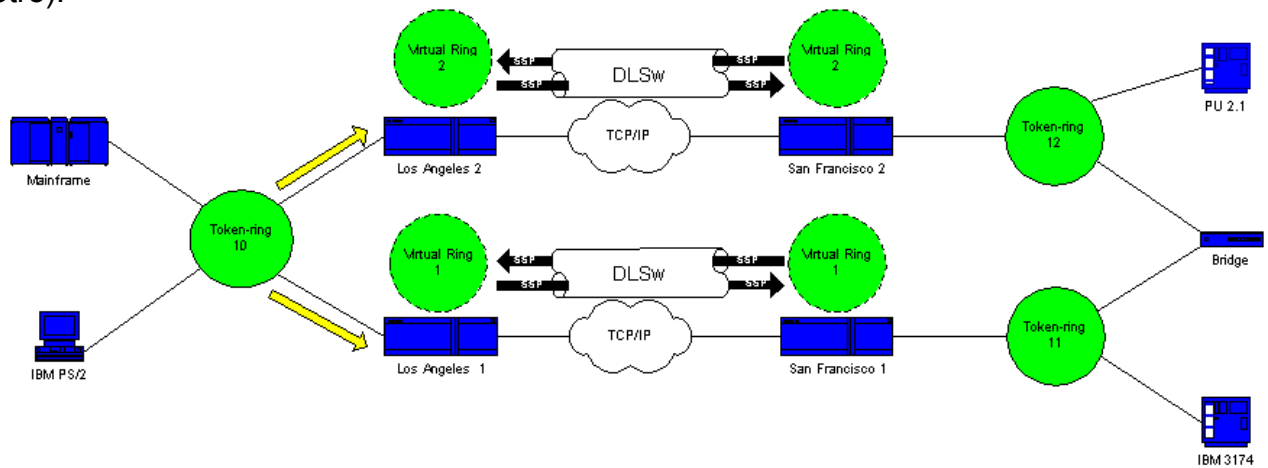 Virtual Ring
2
SSP
SSP
DLSw
SSP
SSP
Virtual Ring
2
PU 2.1
Mainframe
Los Angeles 2
TCP/IP
San Francisco 2
Token-ring
12
Token-ring
10
Virtual Ring
1
SSP
SSP
DLSw
SSP
SSP
Virtual Ring
1
Bridge
IBM PS/2
Los Angeles 1
TCP/IP
San Francisco 1
Token-ring
11
IBM 3174